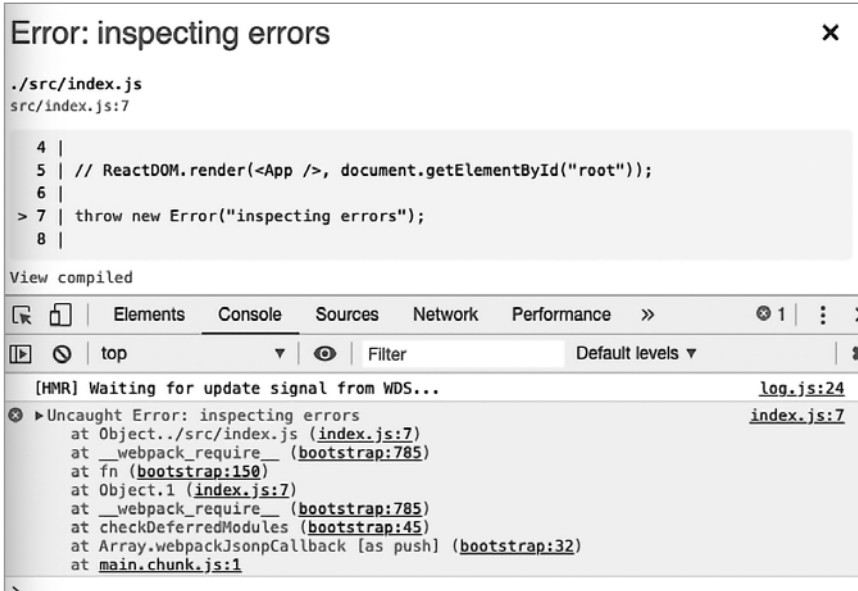 Error: inspecting errors ×
./src/index.js
src/index.js:7
4 |
5 | // ReactDOM.render(<App />, document.getElementById("root"));
6 |
> 7 | throw new Error("inspecting errors");
8 |
View compiled
Elements Console Sources Network Performance » 1
top ▼ Filter Default levels ▼
[HMR] Waiting for update signal from WDS... log.js:24
▶Uncaught Error: inspecting errors index.js:7
at Object../src/index.js (index.js:7)
at __webpack_require__ (bootstrap:785)
at fn (bootstrap:150)
at Object.1 (index.js:7)
at __webpack_require__ (bootstrap:785)
at checkDeferredModules (bootstrap:45)
at Array.webpackJsonpCallback [as push] (bootstrap:32)
at main.chunk.js:1